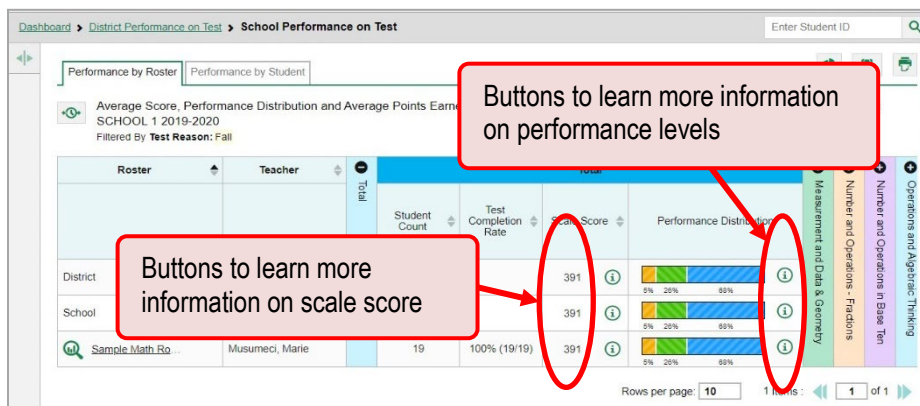 Dashboard > District Performance on Test > School Performance on Test
Enter Student ID
Performance by Roster
Performance by Student
Average Score, Performance Distribution and Average Points Earne
SCHOOL 1 2019-2020
Filtered By Test Reason: Fall
Buttons to learn more information
on performance levels
Roster
Teacher
Total
Total
Student
Count
Test
Completion
Rate
Scale Score
Performance Distribution
Measurement and Data & Geometry
Number and Operations - Fractions
Number and Operations in Base Ten
Operations and Algebraic Thinking
Buttons to learn more
information on scale score
District
391
5% 26% 68%
School
391
5% 26% 68%
Sample Math Ro...
Musumeci, Marie
19
100% (19/19)
391
5% 26% 68%
Rows per page: 10
1 Items :
1 of 1